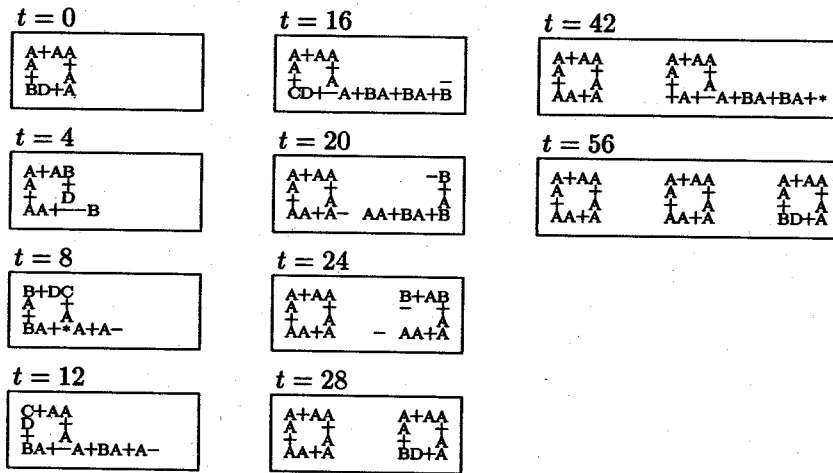 t = 0
A+AA
A +
+ A
BD+A
t = 4
A+AB
A +
+ D
AA+——B
t = 8
B+DC
A +
+ A
BA+*A+A−
t = 12
C+AA
D +
+ A
BA+—A+BA+A−
t = 16
A+AA
A +
+ A −
CD+—A+BA+BA+B
t = 20
A+AA −B
A + +
+ A A
AA+A− AA+BA+B
t = 24
A+AA B+AB
A + − +
+ A A
AA+A − AA+A
t = 28
A+AA A+AA
A + A +
+ A + A
AA+A BD+A
t = 42
A+AA A+AA
A + A +
+ A + A
AA+A +A+—A+BA+BA+*
t = 56
A+AA A+AA A+AA
A + A + A +
+ A + A + A
AA+A AA+A BD+A